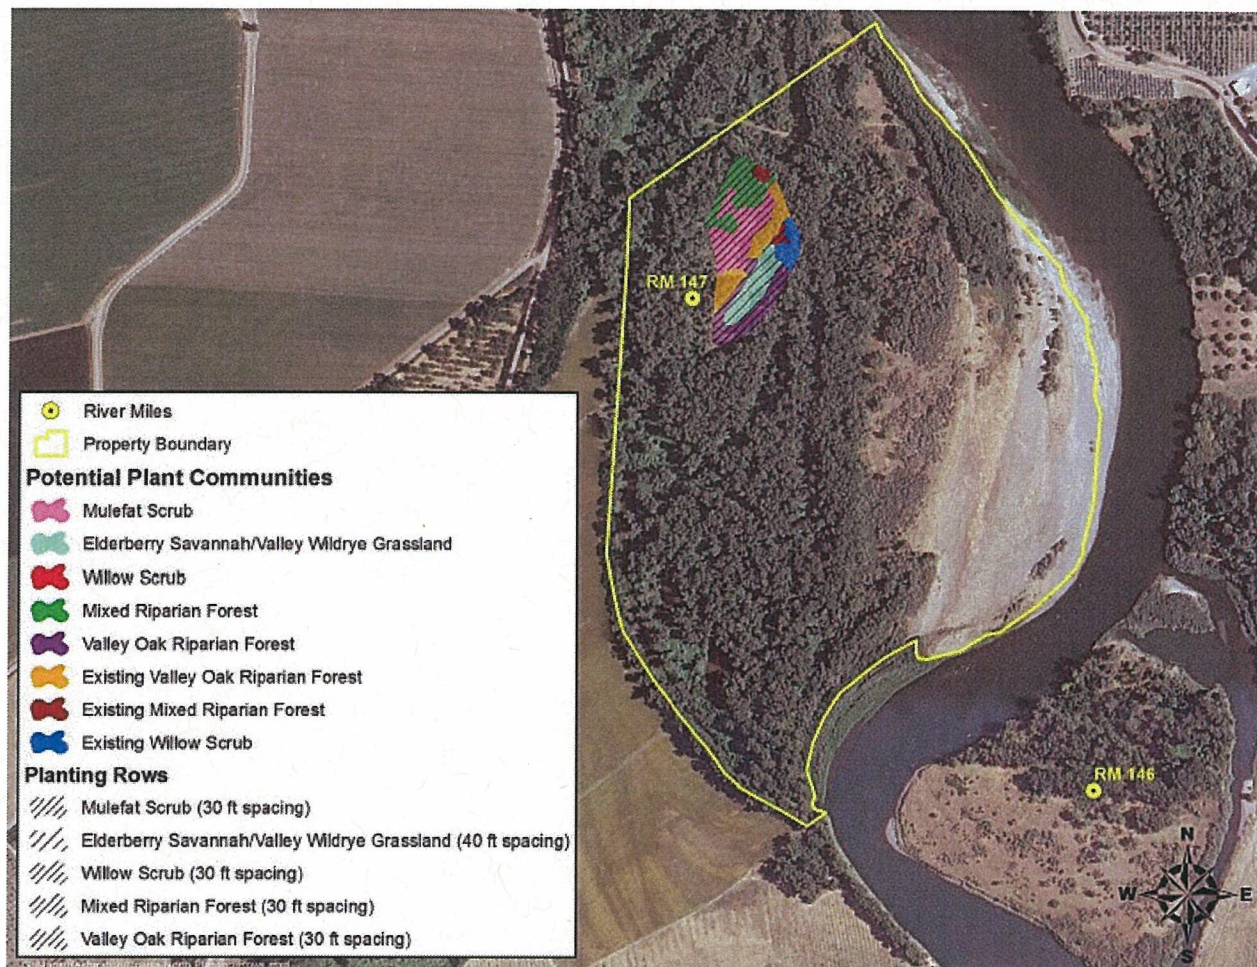 RM 147
River Miles
Property Boundary
Potential Plant Communities
Mulefat Scrub
Elderberry Savannah/Valley Wildrye Grassland
Willow Scrub
Mixed Riparian Forest
Valley Oak Riparian Forest
Existing Valley Oak Riparian Forest
Existing Mixed Riparian Forest
Existing Willow Scrub
Planting Rows
Mulefat Scrub (30 ft spacing)
Elderberry Savannah/Valley Wildrye Grassland (40 ft spacing)
Willow Scrub (30 ft spacing)
Mixed Riparian Forest (30 ft spacing)
Valley Oak Riparian Forest (30 ft spacing)
RM 146
N
W E
S